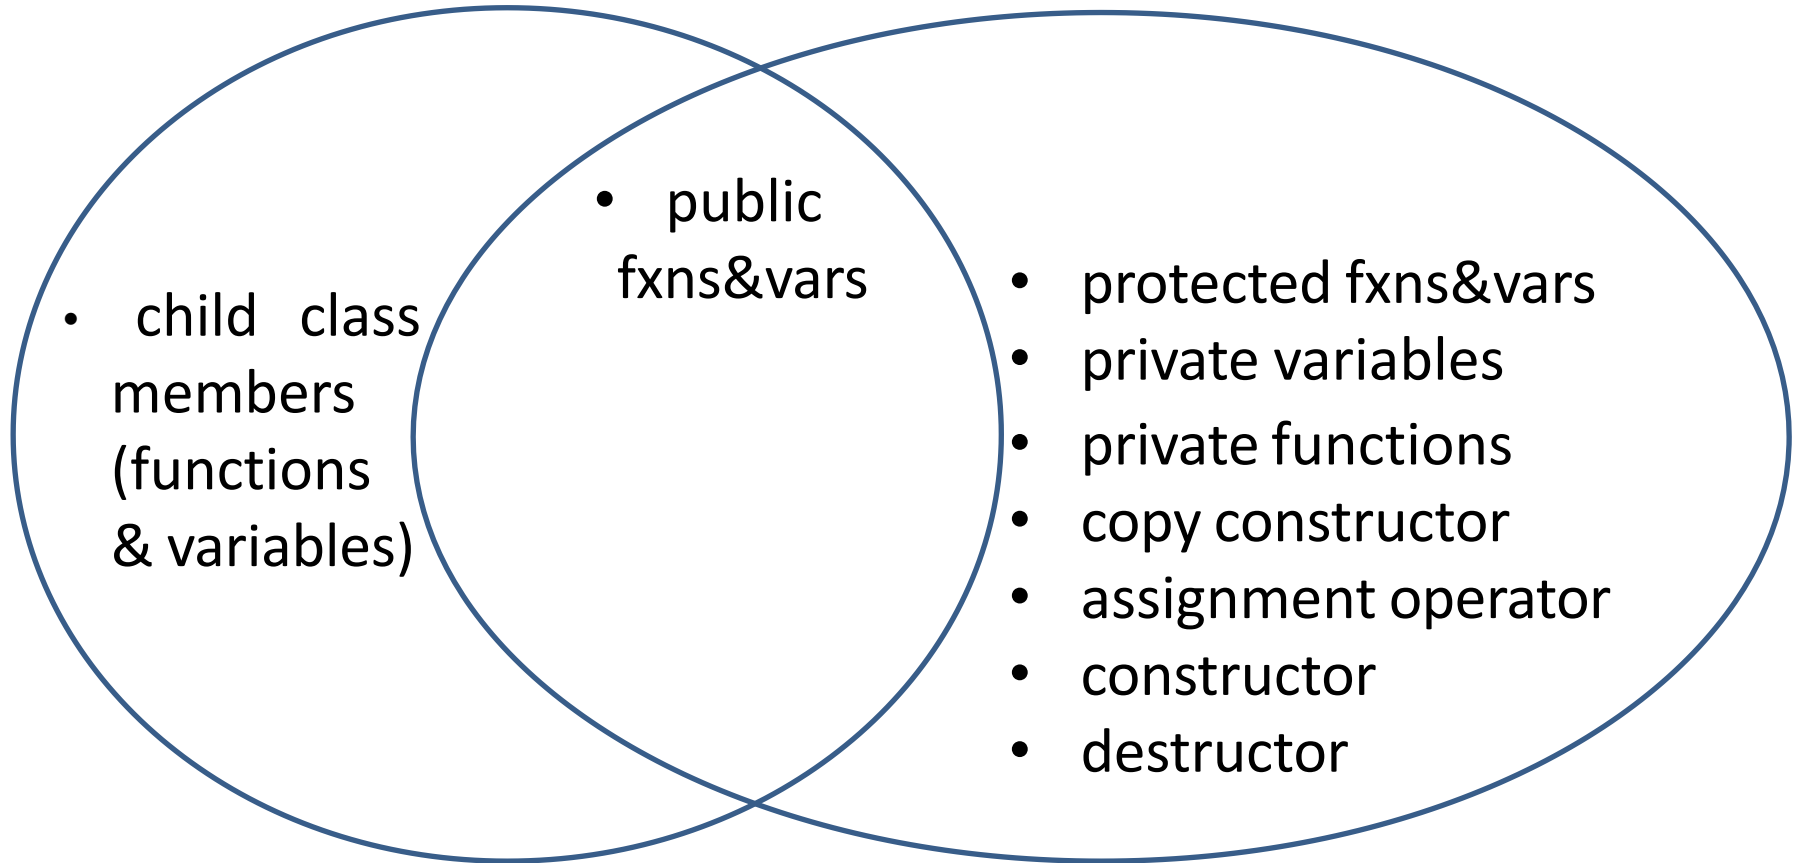 • child class
members
(functions
& variables)
• public
fxns&vars
• protected fxns&vars
• private variables
• private functions
• copy constructor
• assignment operator
• constructor
• destructor